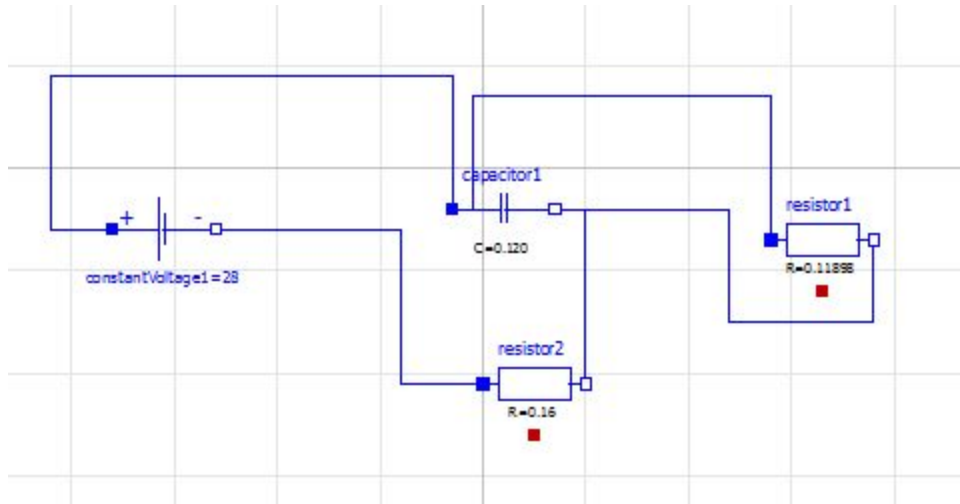 capacitor1
resistor1
+ -
C=0.120
R=0.11898
constantVoltage1=28
resistor2
R=0.16